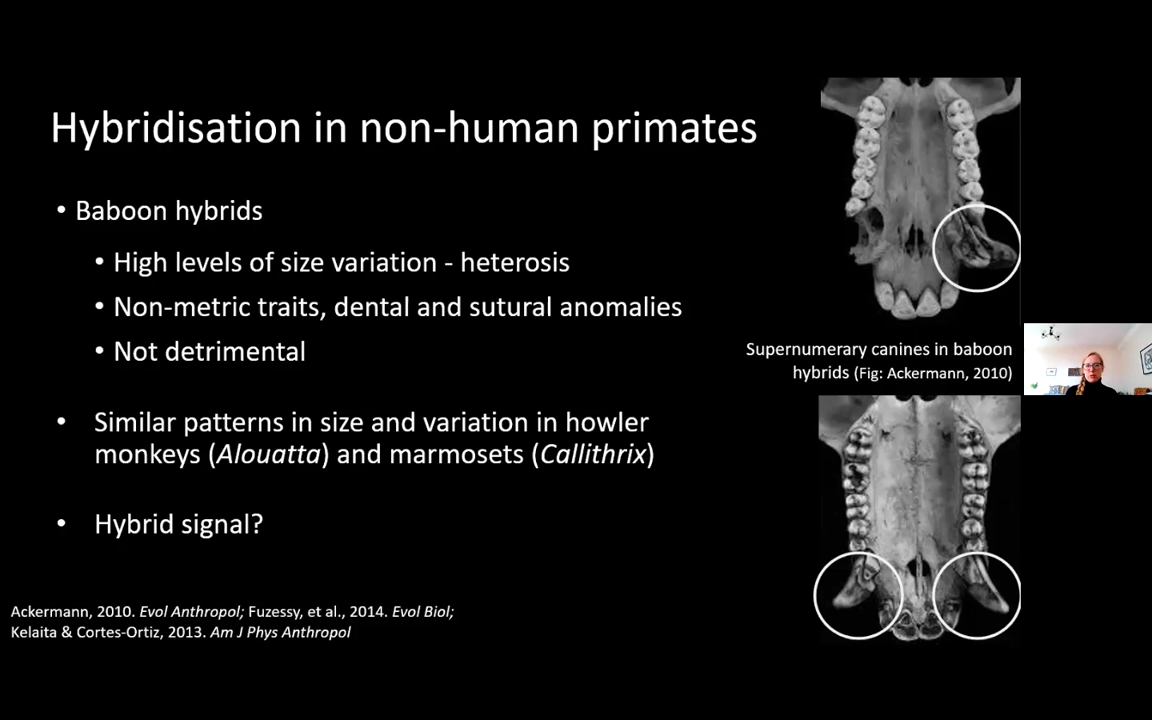 Hybridisation in non-human primates
• Baboon hybrids
• High levels of size variation - heterosis
• Non-metric traits, dental and sutural anomalies
• Not detrimental
• Similar patterns in size and variation in howler
monkeys (Alouatta) and marmosets (Callithrix)
• Hybrid signal?
Supernumerary canines in baboon
hybrids (Fig: Ackermann, 2010)
Ackermann, 2010. Evol Anthropol; Fuzessy, et al., 2014. Evol Biol;
Kelaita & Cortes-Ortiz, 2013. Am J Phys Anthropol